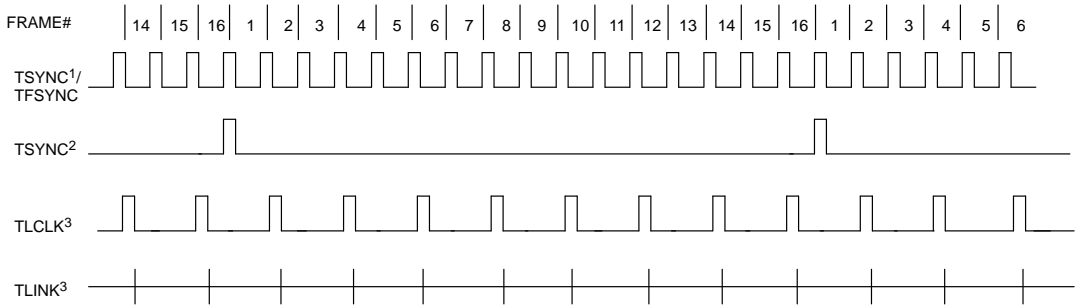 FRAME# 14 15 16 1 2 3 4 5 6 7 8 9 10 11 12 13 14 15 16 1 2 3 4 5 6
TSYNC1/
TFSYNC
TSYNC2
TLCLK3
TLINK3